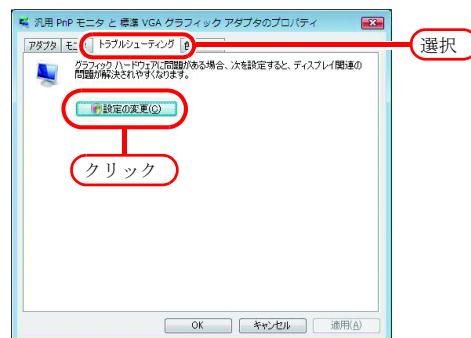 汎用 PnP モニタ と 標準 VGA グラフィック アダプタのプロパティ
アダプタ
トラブルシューティング
選択
グラフィック ハードウェアに問題がある場合、次を設定すると、ディスプレイ関連の
問題が解決されやすくなります。
設定の変更(C)
クリック
OK キャンセル 適用(A)